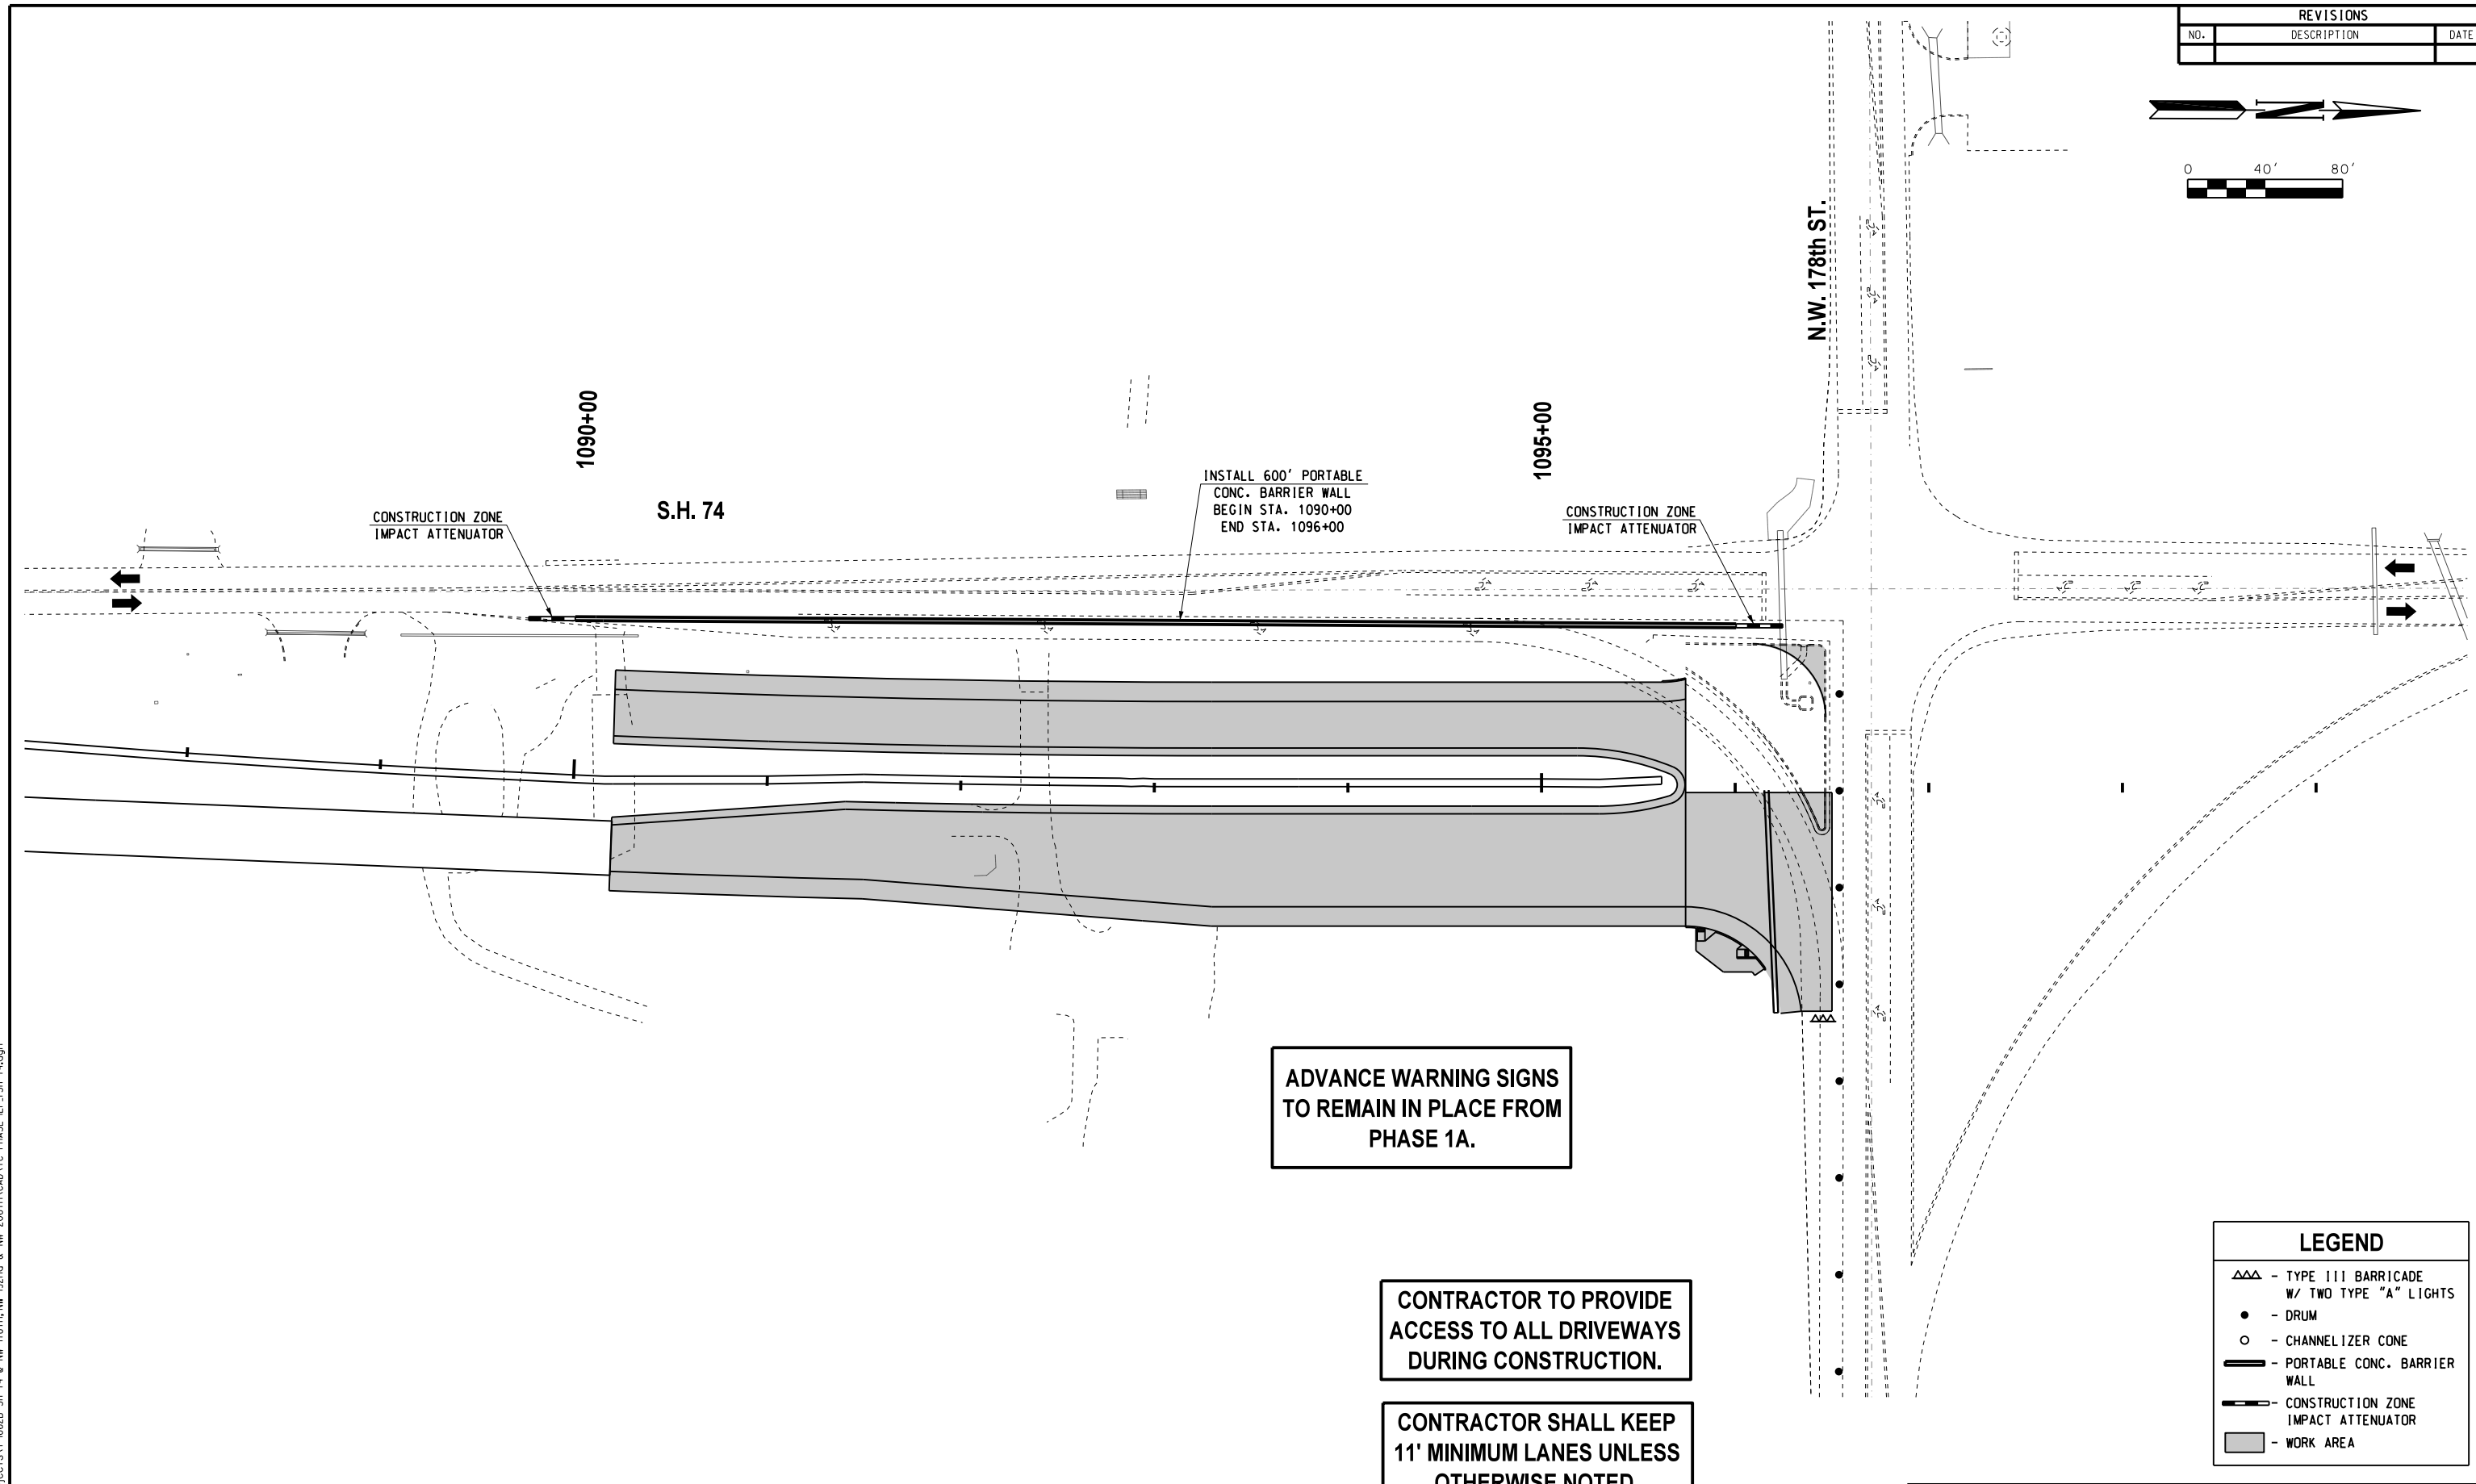 REVISIONS
NO. DESCRIPTION DATE
N
0 40' 80'
N.W. 178th ST.
1090+00
1095+00
S.H. 74
CONSTRUCTION ZONE
IMPACT ATTENUATOR
INSTALL 600' PORTABLE
CONC. BARRIER WALL
BEGIN STA. 1090+00
END STA. 1096+00
CONSTRUCTION ZONE
IMPACT ATTENUATOR
ADVANCE WARNING SIGNS
TO REMAIN IN PLACE FROM
PHASE 1A.
CONTRACTOR TO PROVIDE
ACCESS TO ALL DRIVEWAYS
DURING CONSTRUCTION.
CONTRACTOR SHALL KEEP
11' MINIMUM LANES UNLESS
OTHERWISE NOTED
LEGEND
- TYPE III BARRICADE
W/ TWO TYPE "A" LIGHTS
- DRUM
- CHANNELIZER CONE
- PORTABLE CONC. BARRIER
WALL
- CONSTRUCTION ZONE
IMPACT ATTENUATOR
- WORK AREA